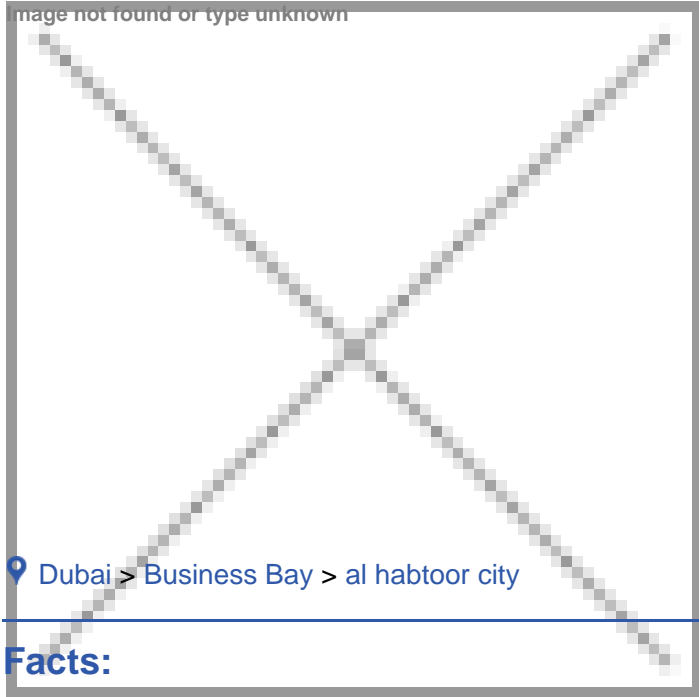 Image not found or type unknown
Dubai > Business Bay > al habtoor city
Facts: